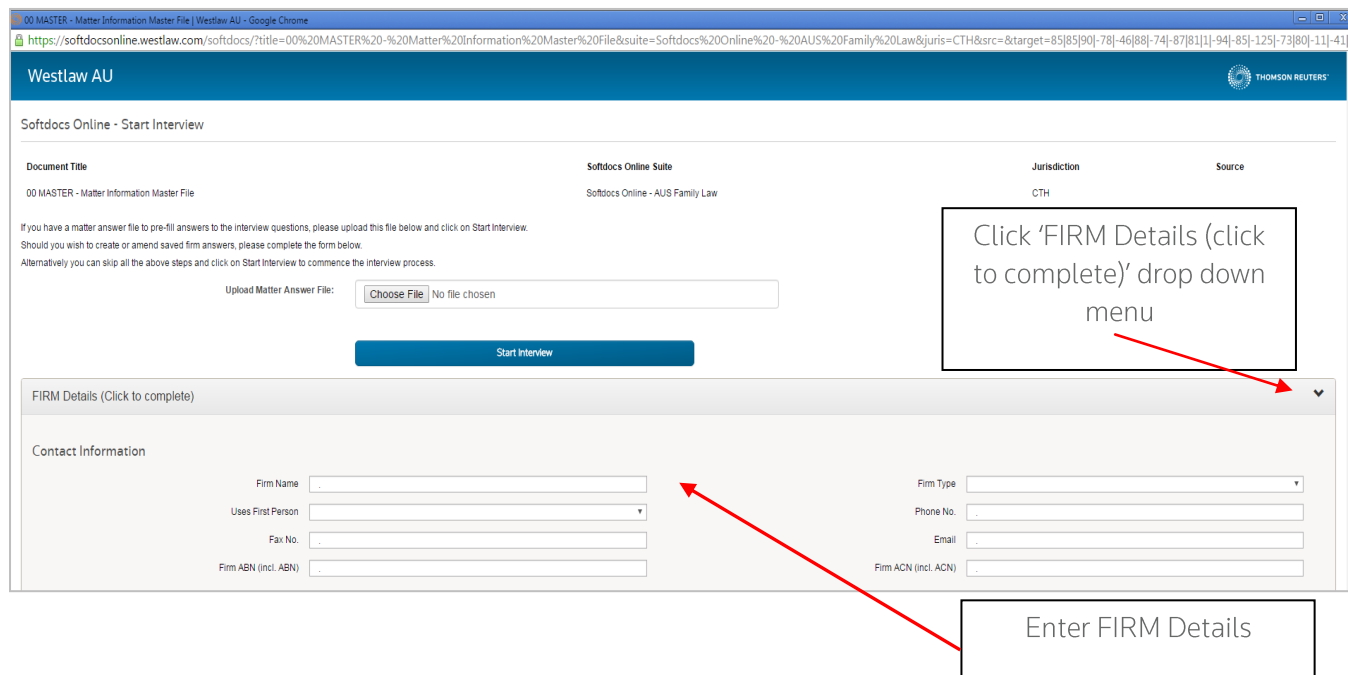 00 MASTER - Matter Information Master File | Westlaw AU - Google Chrome
https://softdocsonline.westlaw.com/softdocs/?title=00%20MASTER%20-%20Matter%20Information%20Master%20File&suite=Softdocs%20Online%20-%20AUS%20Family%20Law&juris=CTH&src=&target=85|85|90|-78|-46|88|-74|-87|81|1|-94|-85|-125|-73|80|-11|-41|
Westlaw AU
THOMSON REUTERS
Softdocs Online - Start Interview
Document Title Softdocs Online Suite Jurisdiction Source
00 MASTER - Matter Information Master File Softdocs Online - AUS Family Law CTH
If you have a matter answer file to pre-fill answers to the interview questions, please upload this file below and click on Start Interview.
Should you wish to create or amend saved firm answers, please complete the form below.
Alternatively you can skip all the above steps and click on Start Interview to commence the interview process.
Click ‘FIRM Details (click
to complete)’ drop down
menu
Upload Matter Answer File: Choose File No file chosen
Start Interview
FIRM Details (Click to complete)
Contact Information
Firm Name . Firm Type
Uses First Person Phone No. .
Fax No. . Email .
Firm ABN (incl. ABN) . Firm ACN (incl. ACN) .
Enter FIRM Details